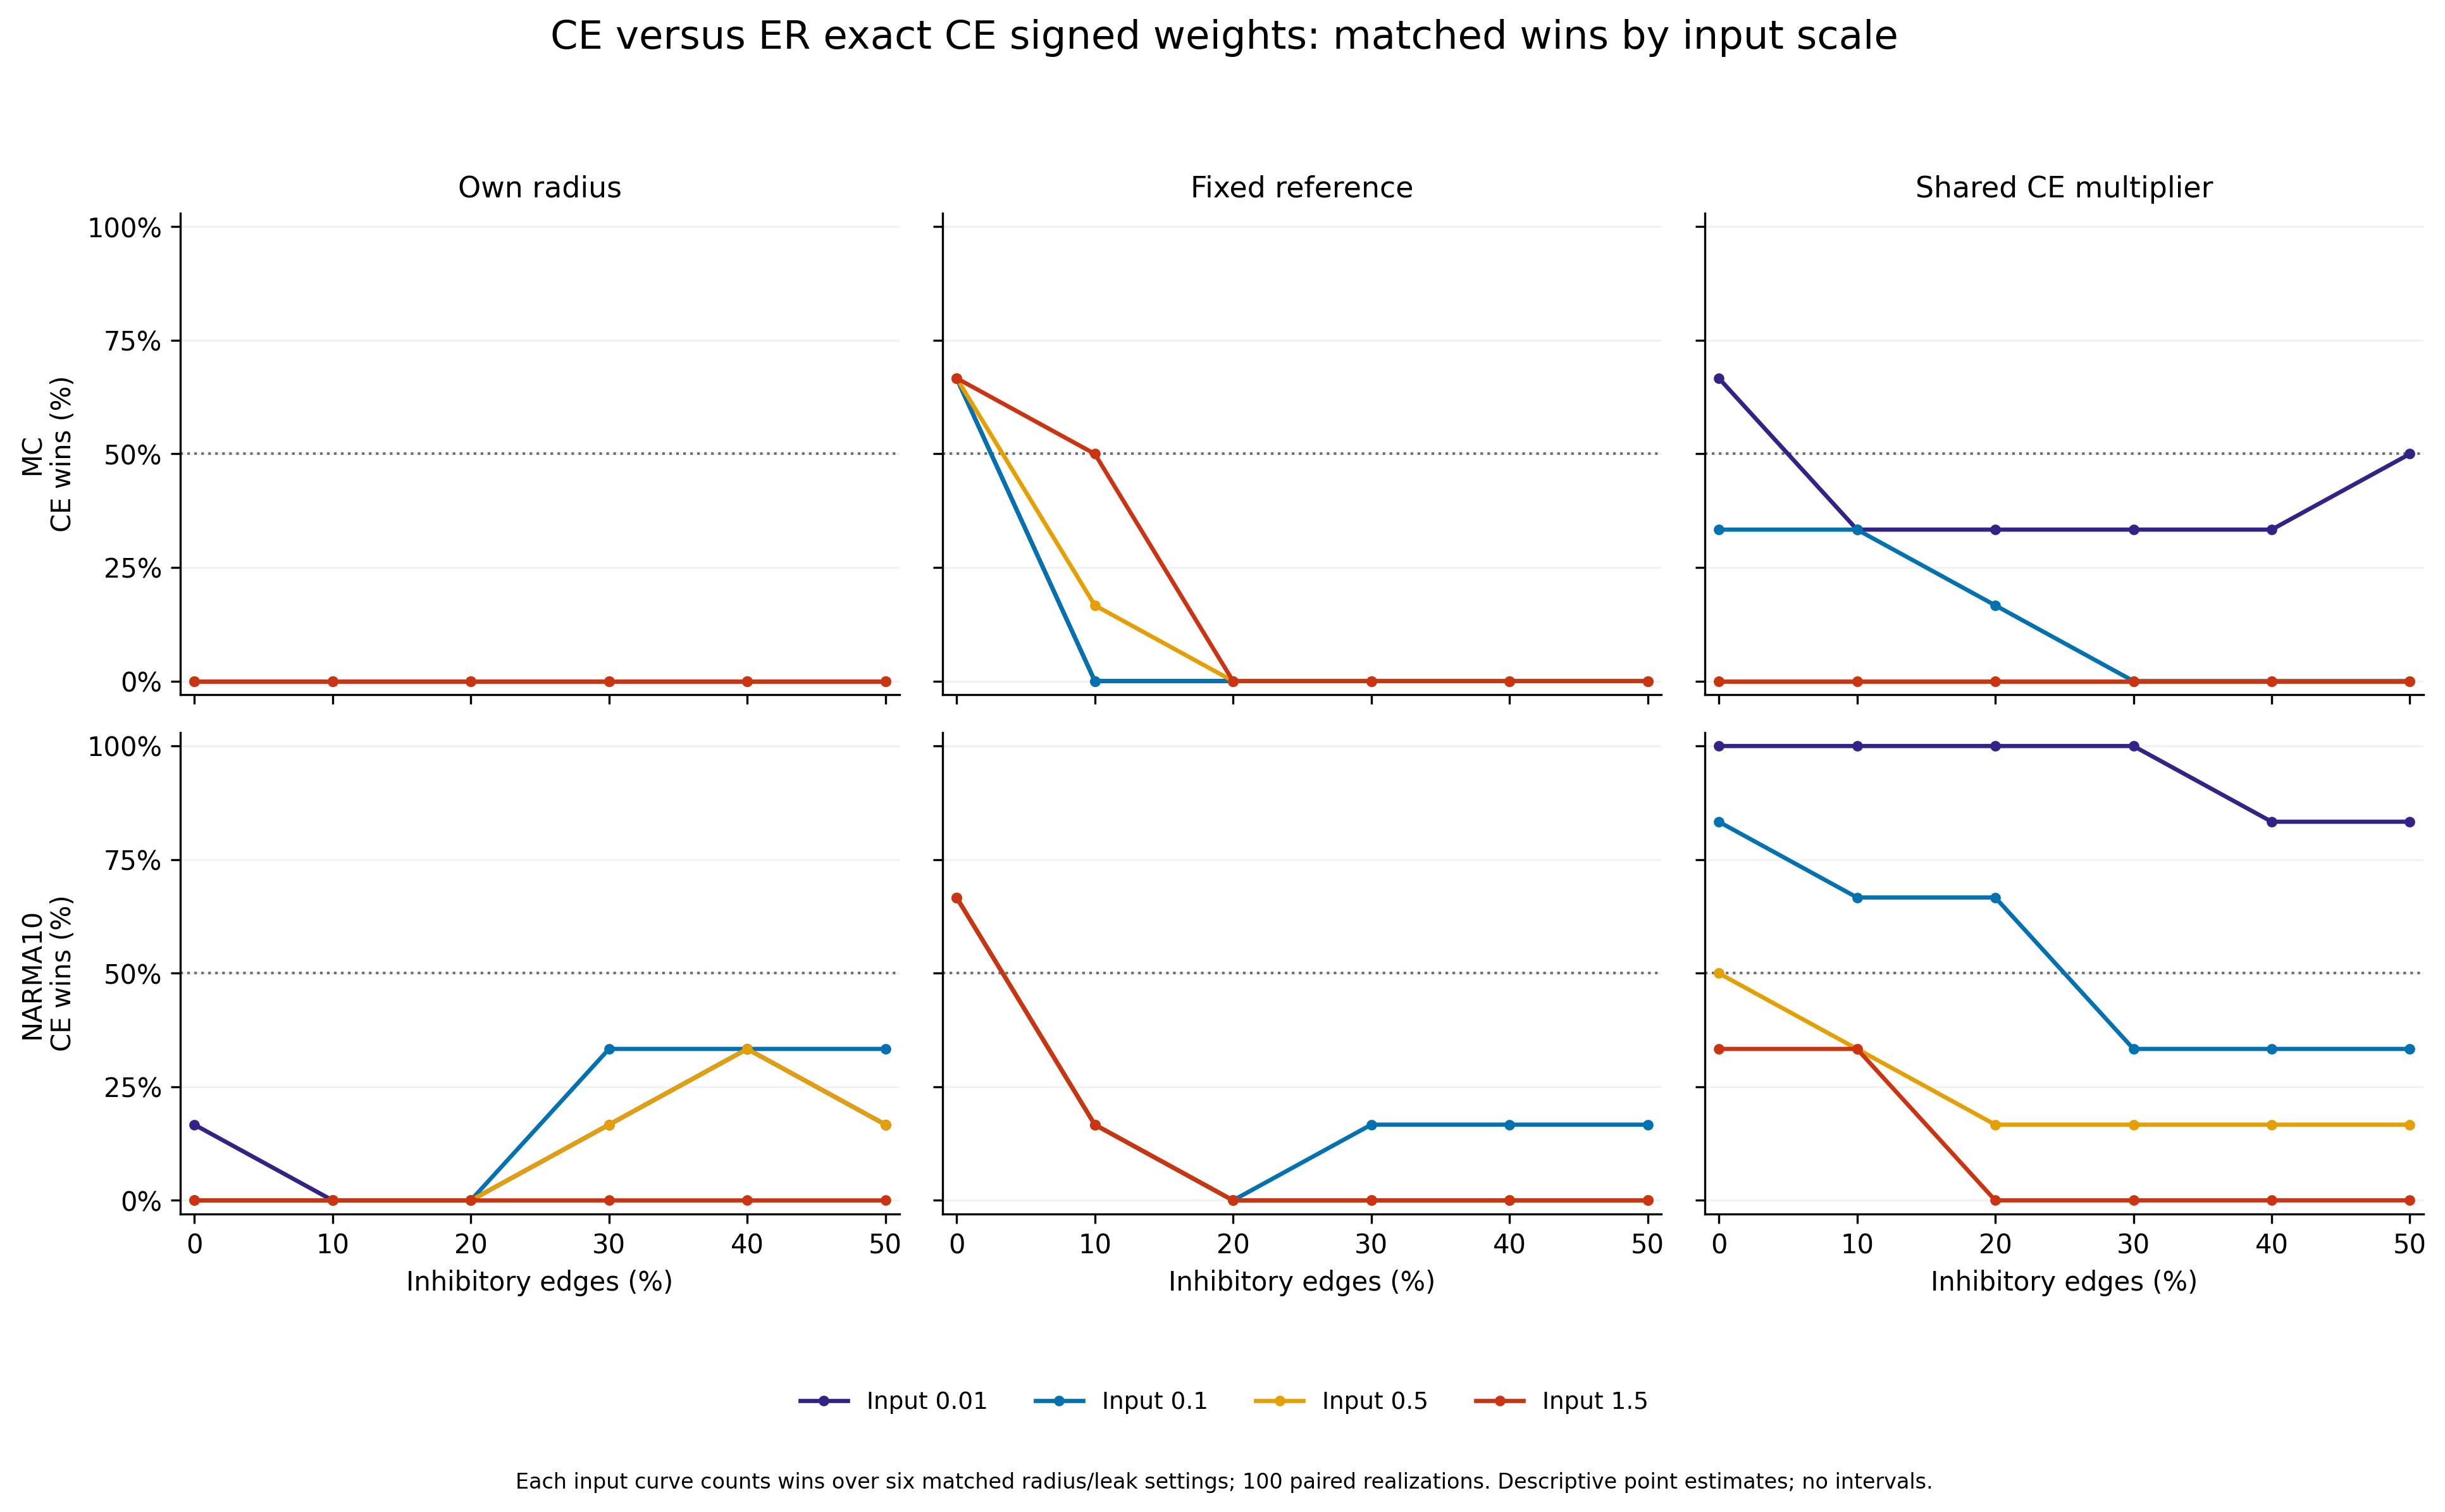 CE versus ER exact CE signed weights: matched wins by input scale
Own radius
Fixed reference
Shared CE multiplier
MC
CE wins (%)
100%
75%
50%
25%
0%
NARMA10
CE wins (%)
100%
75%
50%
25%
0%
0 10 20 30 40 50
0 10 20 30 40 50
0 10 20 30 40 50
Inhibitory edges (%)
Inhibitory edges (%)
Inhibitory edges (%)
Input 0.01
Input 0.1
Input 0.5
Input 1.5
Each input curve counts wins over six matched radius/leak settings; 100 paired realizations. Descriptive point estimates; no intervals.